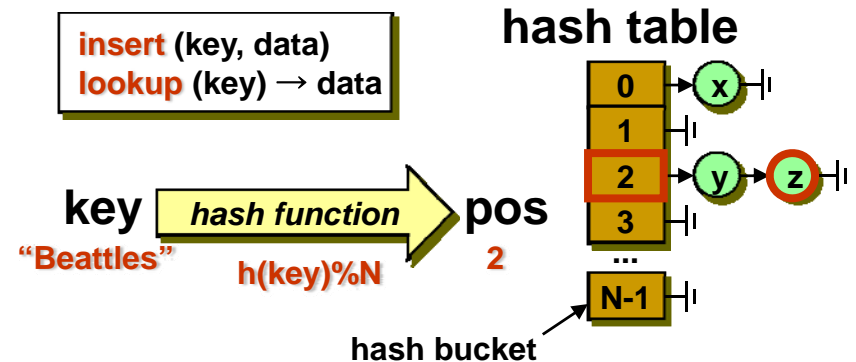 hash table
insert (key, data)
lookup (key) → data
0 x
1
2 y z
3
...
N-1
key hash function pos
“Beattles” h(key)%N 2
hash bucket